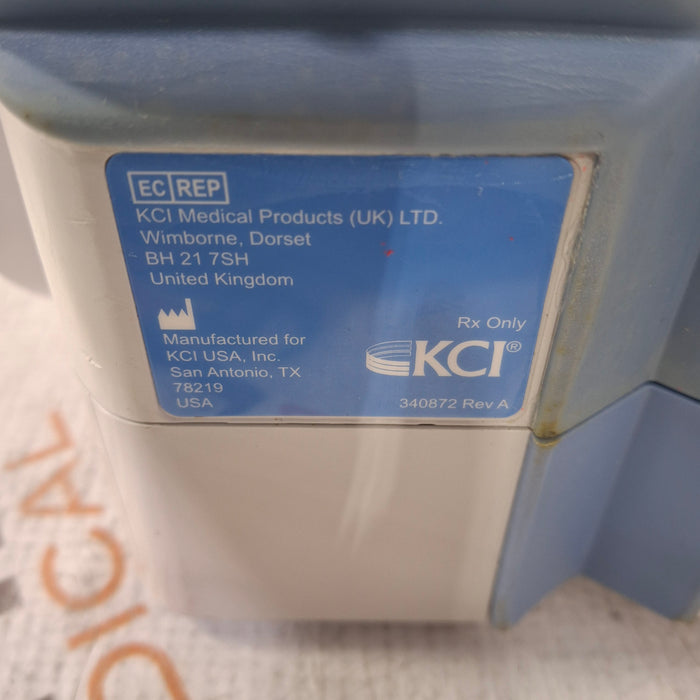 EC REP
KCI Medical Products (UK) LTD.
Wimborne, Dorset
BH 21 7SH
United Kingdom
Manufactured for
KCI USA, Inc.
San Antonio, TX
78219
USA
Rx Only
KCI®
340872 Rev A
DICAL